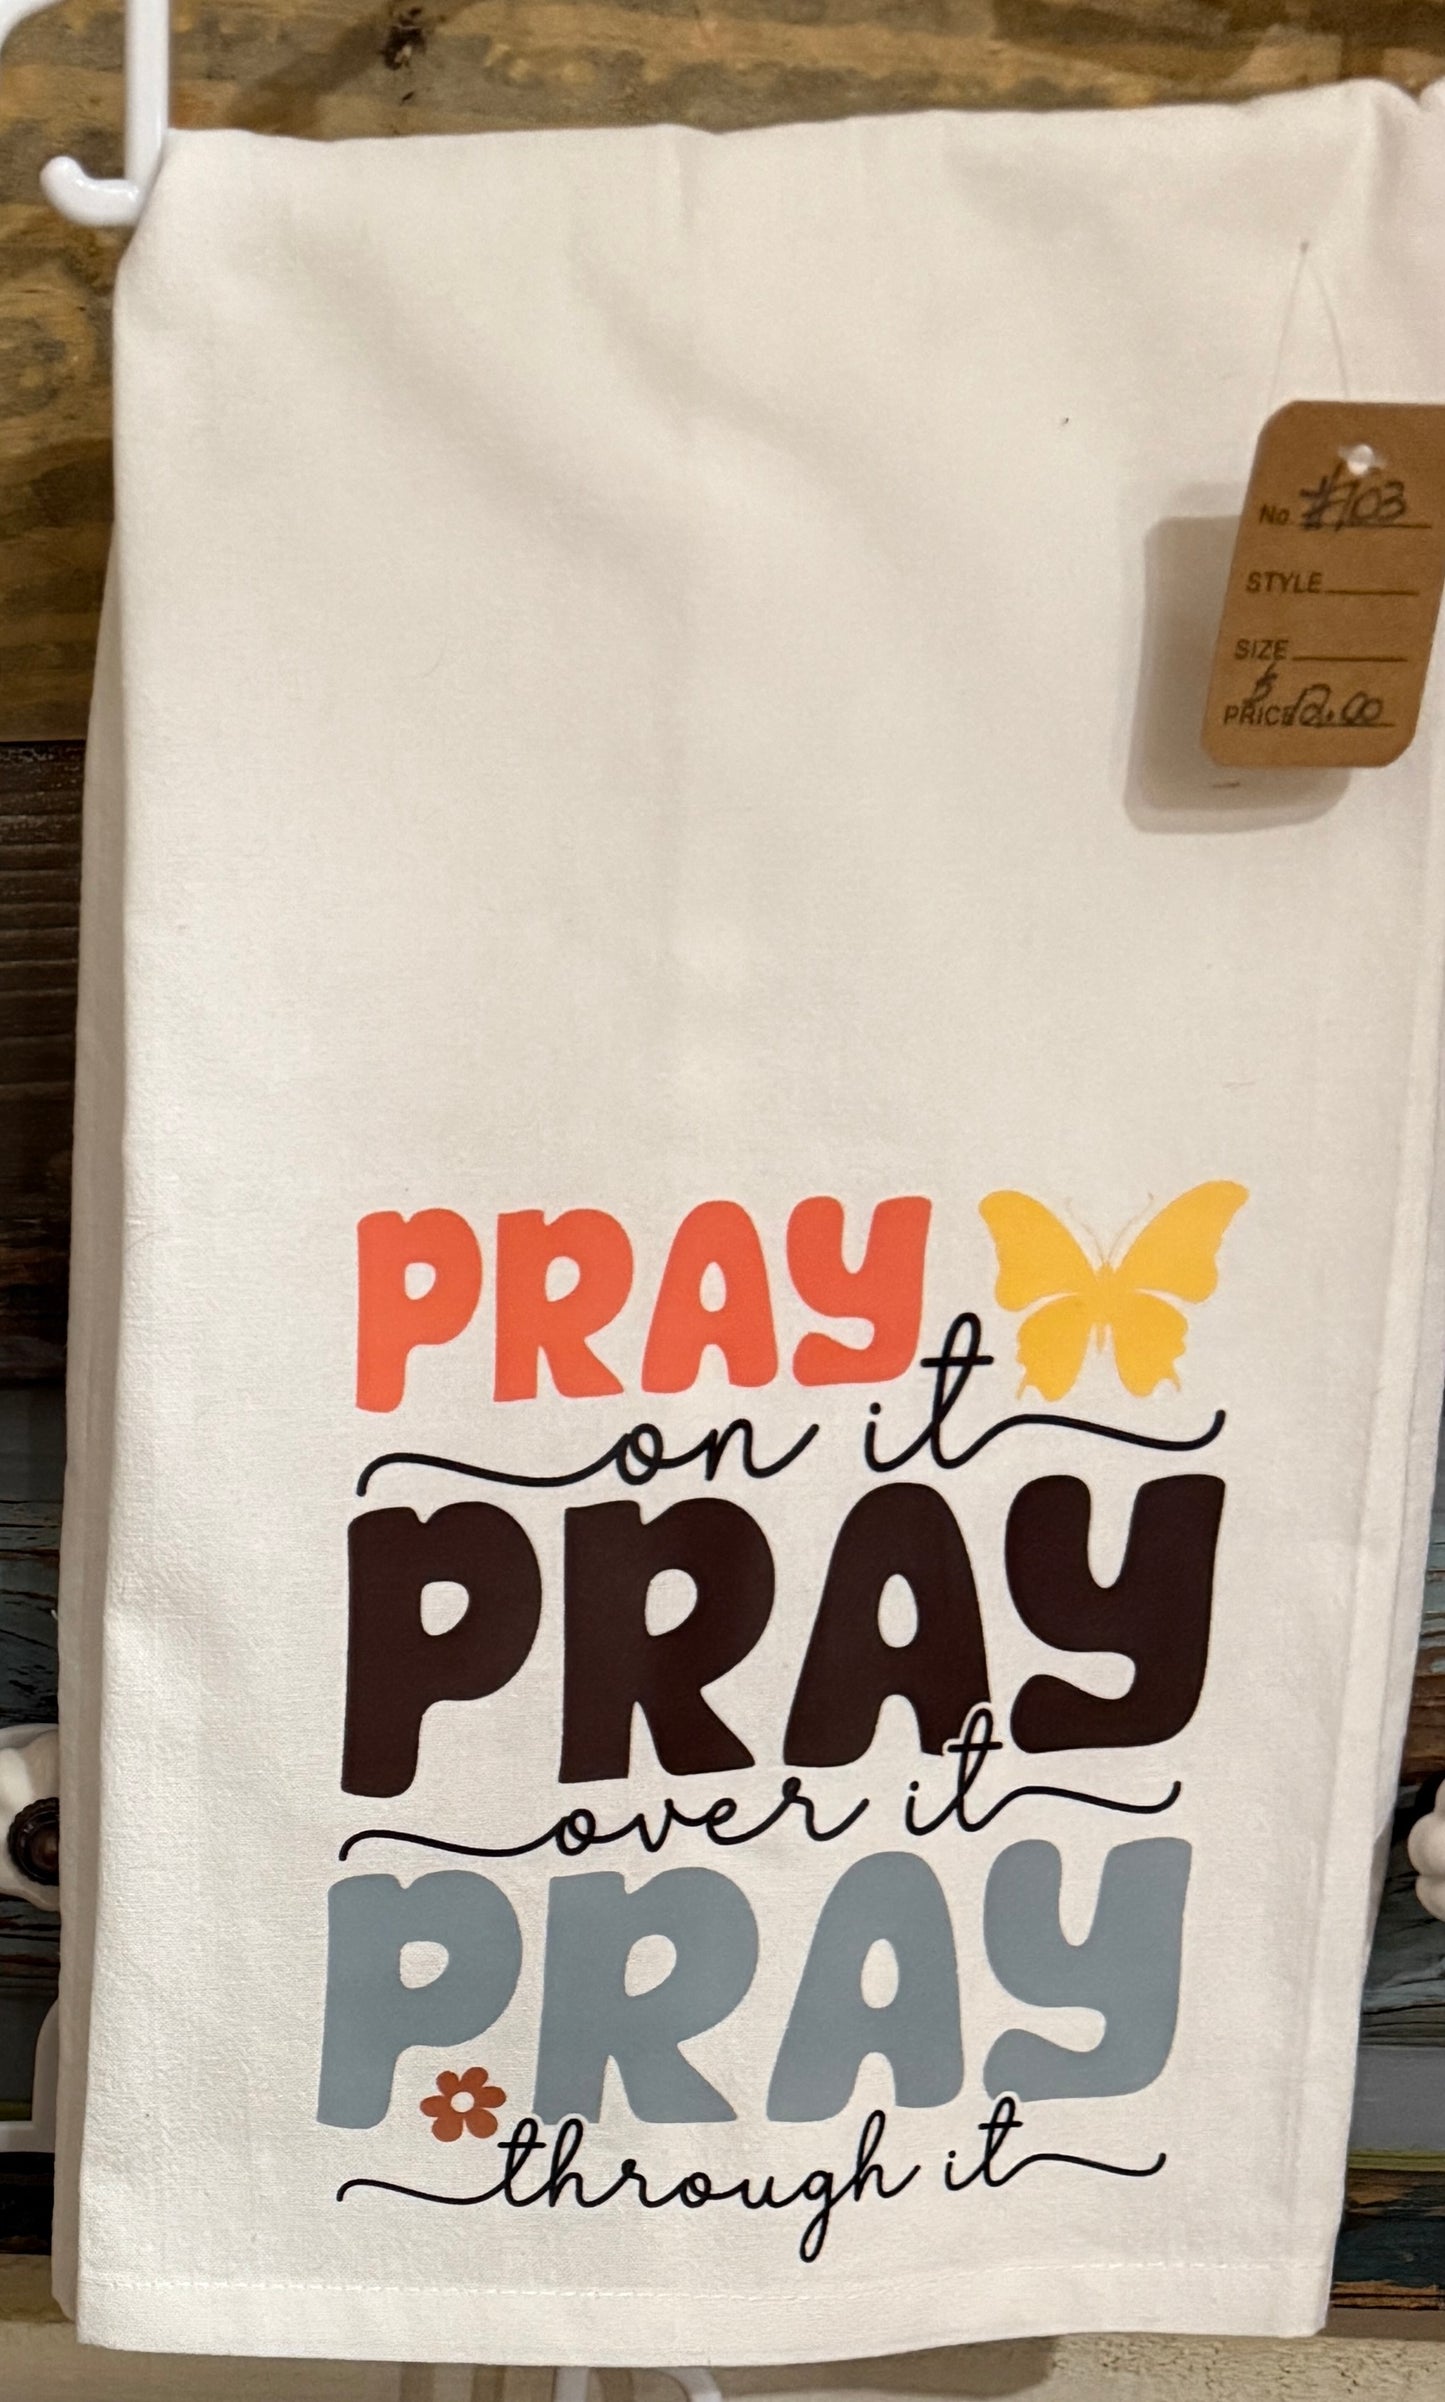 No. #103
STYLE
SIZE
$
PRICE 12.00
PRAY
on it
PRAY
over it
PRAY
through it